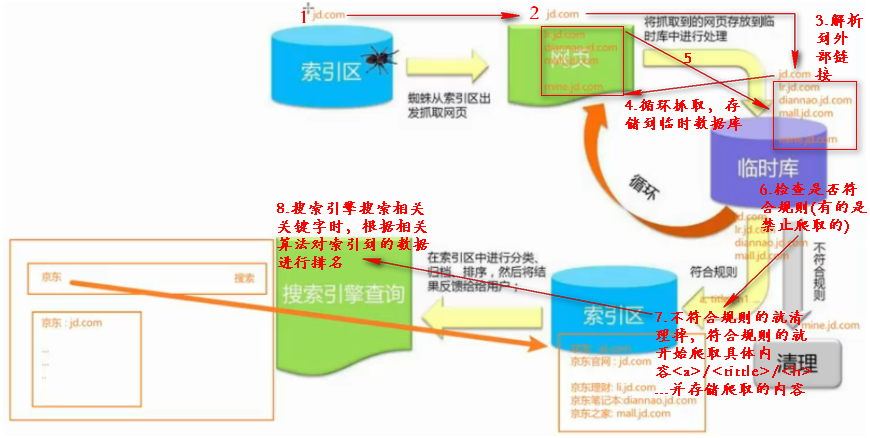 1 jd.com
2 jd.com
将抓取到的网页存放到临
时库中进行处理
3.解析
到外
部链
接
lr.jd.com
diannao.jd.com
mall.jd.com
mine.jd.com
索引区
5
jd.com
lr.jd.com
diannao.jd.com
mall.jd.com
mine.jd.com
蜘蛛从索引区出
发抓取网页
4.循环抓取,存
储到临时数据库
临时库
循环
6.检查是否符
合规则(有的是
禁止爬取的)
8.搜索引擎搜索相关
关键字时,根据相关
算法对索引到的数据
进行排名
jd.com
lr.jd.com
diannao.jd.com
mall.jd.com
不符合规则
符合规则
在索引区中进行分类、
归档、排序,然后将结
果反馈给给用户;
京东
搜索
搜索引擎查询
索引区
a, title, h1 ...
7.不符合规则的就清
理掉,符合规则的就
开始爬取具体内
容<a>/<tittle>/<h>
...并存储爬取的内容
mine.jd.com
清理
京东:jd.com
...
...
..
京东官网:jd.com
京东理财: li.jd.com
京东笔记本:diannao.jd.com
京东之家: mall.jd.com